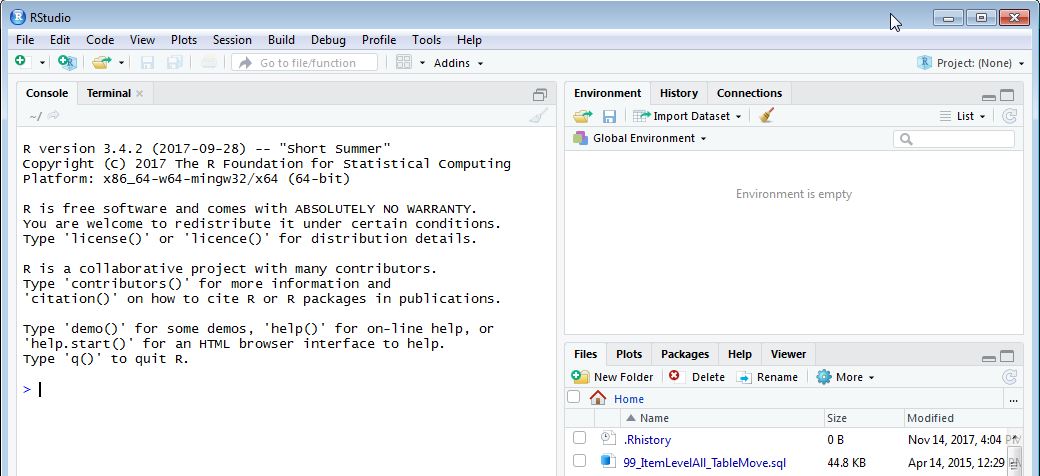 RStudio
File Edit Code View Plots Session Build Debug Profile Tools Help
Go to file/function Addins Project: (None)
Console Terminal
~/
R version 3.4.2 (2017-09-28) -- "Short Summer"
Copyright (C) 2017 The R Foundation for Statistical Computing
Platform: x86_64-w64-mingw32/x64 (64-bit)
R is free software and comes with ABSOLUTELY NO WARRANTY.
You are welcome to redistribute it under certain conditions.
Type 'license()' or 'licence()' for distribution details.
R is a collaborative project with many contributors.
Type 'contributors()' for more information and
'citation()' on how to cite R or R packages in publications.
Type 'demo()' for some demos, 'help()' for on-line help, or
'help.start()' for an HTML browser interface to help.
Type 'q()' to quit R.
>
Environment History Connections
Import Dataset List
Global Environment
Environment is empty
Files Plots Packages Help Viewer
New Folder Delete Rename More
Home ...
Name Size Modified
.Rhistory 0 B Nov 14, 2017, 4:04 PM
99_ItemLevelAll_TableMove.sql 44.8 KB Apr 14, 2015, 12:29 PM